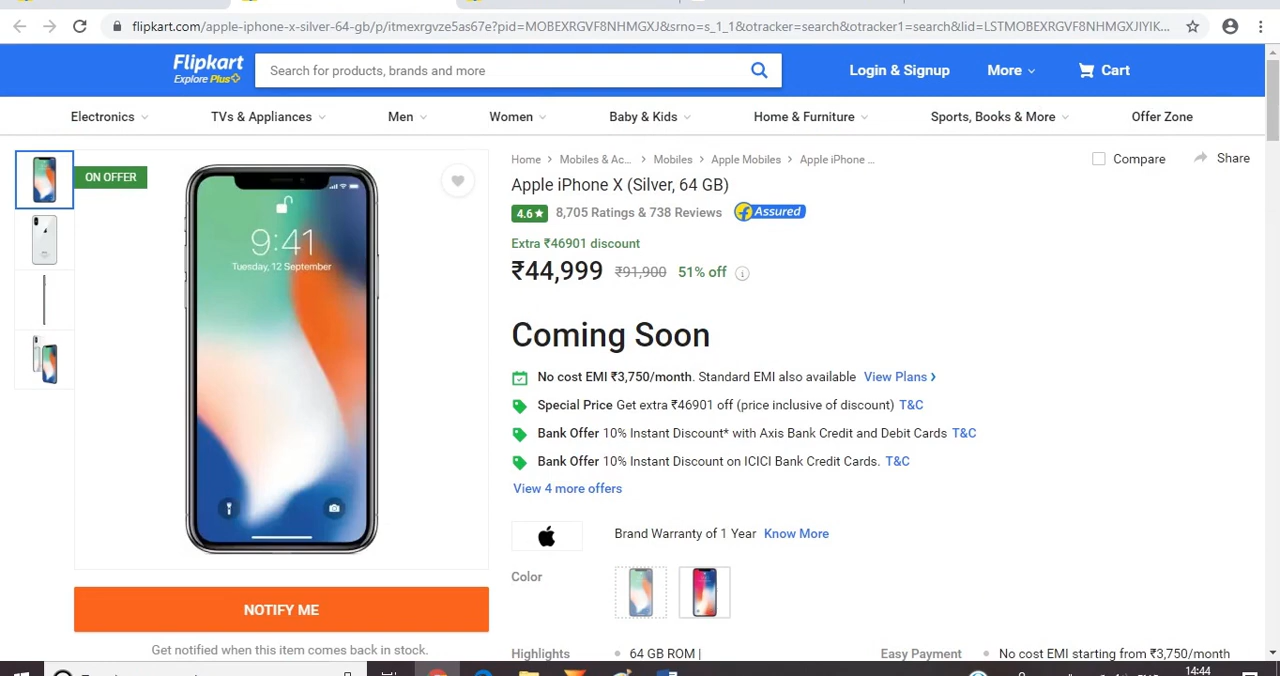 flipkart.com/apple-iphone-x-silver-64-gb/p/itmexrgvze5as67e?pid=MOBEXRGVF8NHMGXJ&srno=s_1_1&otracker=search&otracker1=search&lid=LSTMOBEXRGVF8NHMGXJIYIK...
Flipkart
Explore Plus
Search for products, brands and more
Login & Signup
More
Cart
Electronics
TVs & Appliances
Men
Women
Baby & Kids
Home & Furniture
Sports, Books & More
Offer Zone
ON OFFER
9:41
Tuesday, 12 September
Home > Mobiles & Ac... > Mobiles > Apple Mobiles > Apple iPhone ...
Compare
Share
Apple iPhone X (Silver, 64 GB)
4.6★ 8,705 Ratings & 738 Reviews Assured
Extra ₹46901 discount
₹44,999 ₹91,900 51% off
Coming Soon
No cost EMI ₹3,750/month. Standard EMI also available View Plans >
Special Price Get extra ₹46901 off (price inclusive of discount) T&C
Bank Offer 10% Instant Discount* with Axis Bank Credit and Debit Cards T&C
Bank Offer 10% Instant Discount on ICICI Bank Credit Cards. T&C
View 4 more offers
Brand Warranty of 1 Year Know More
Color
NOTIFY ME
Get notified when this item comes back in stock.
Highlights
64 GB ROM |
Easy Payment
No cost EMI starting from ₹3,750/month
14:44